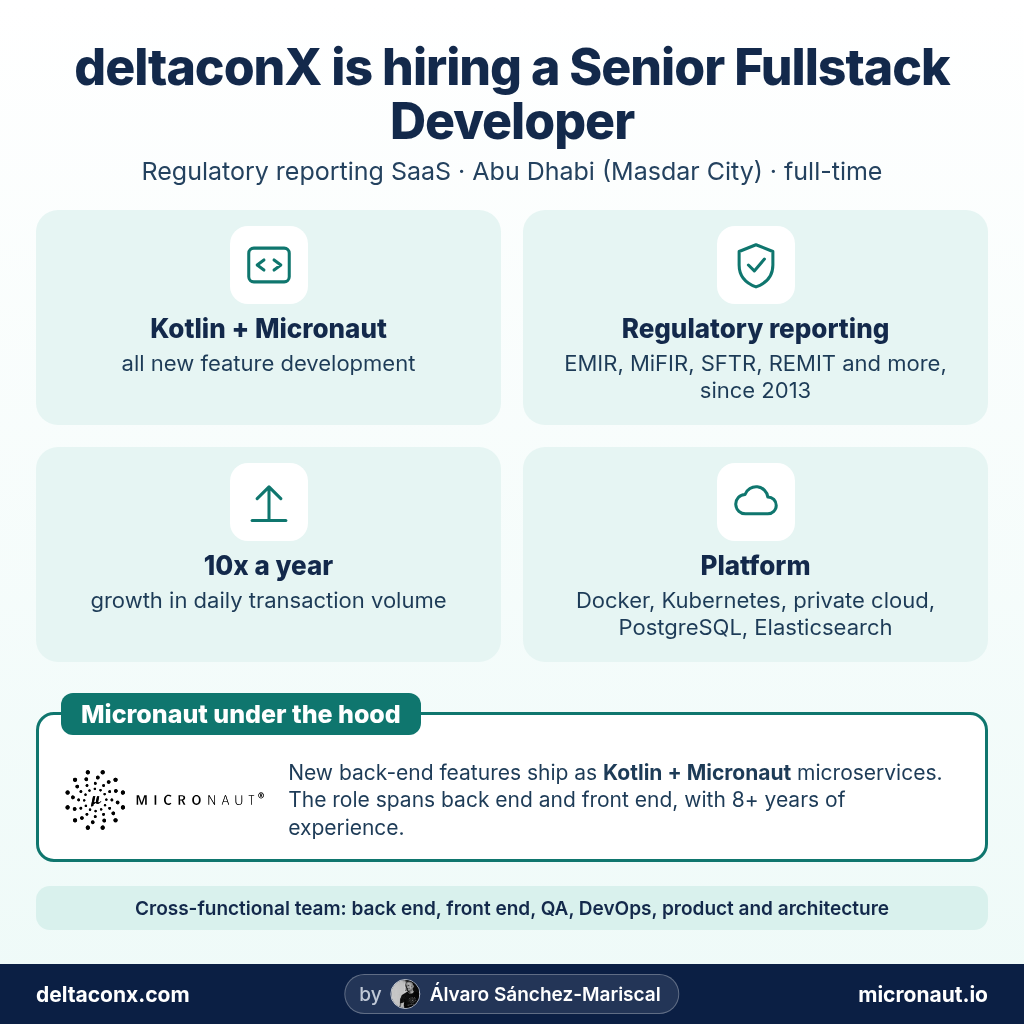 deltaconX is hiring a Senior Fullstack
Developer
Regulatory reporting SaaS · Abu Dhabi (Masdar City) · full-time
Kotlin + Micronaut
all new feature development
Regulatory reporting
EMIR, MiFIR, SFTR, REMIT and more,
since 2013
10x a year
growth in daily transaction volume
Platform
Docker, Kubernetes, private cloud,
PostgreSQL, Elasticsearch
Micronaut under the hood
μ MICRONAUT®
New back-end features ship as Kotlin + Micronaut microservices.
The role spans back end and front end, with 8+ years of
experience.
Cross-functional team: back end, front end, QA, DevOps, product and architecture
deltaconx.com
by Álvaro Sánchez-Mariscal
micronaut.io